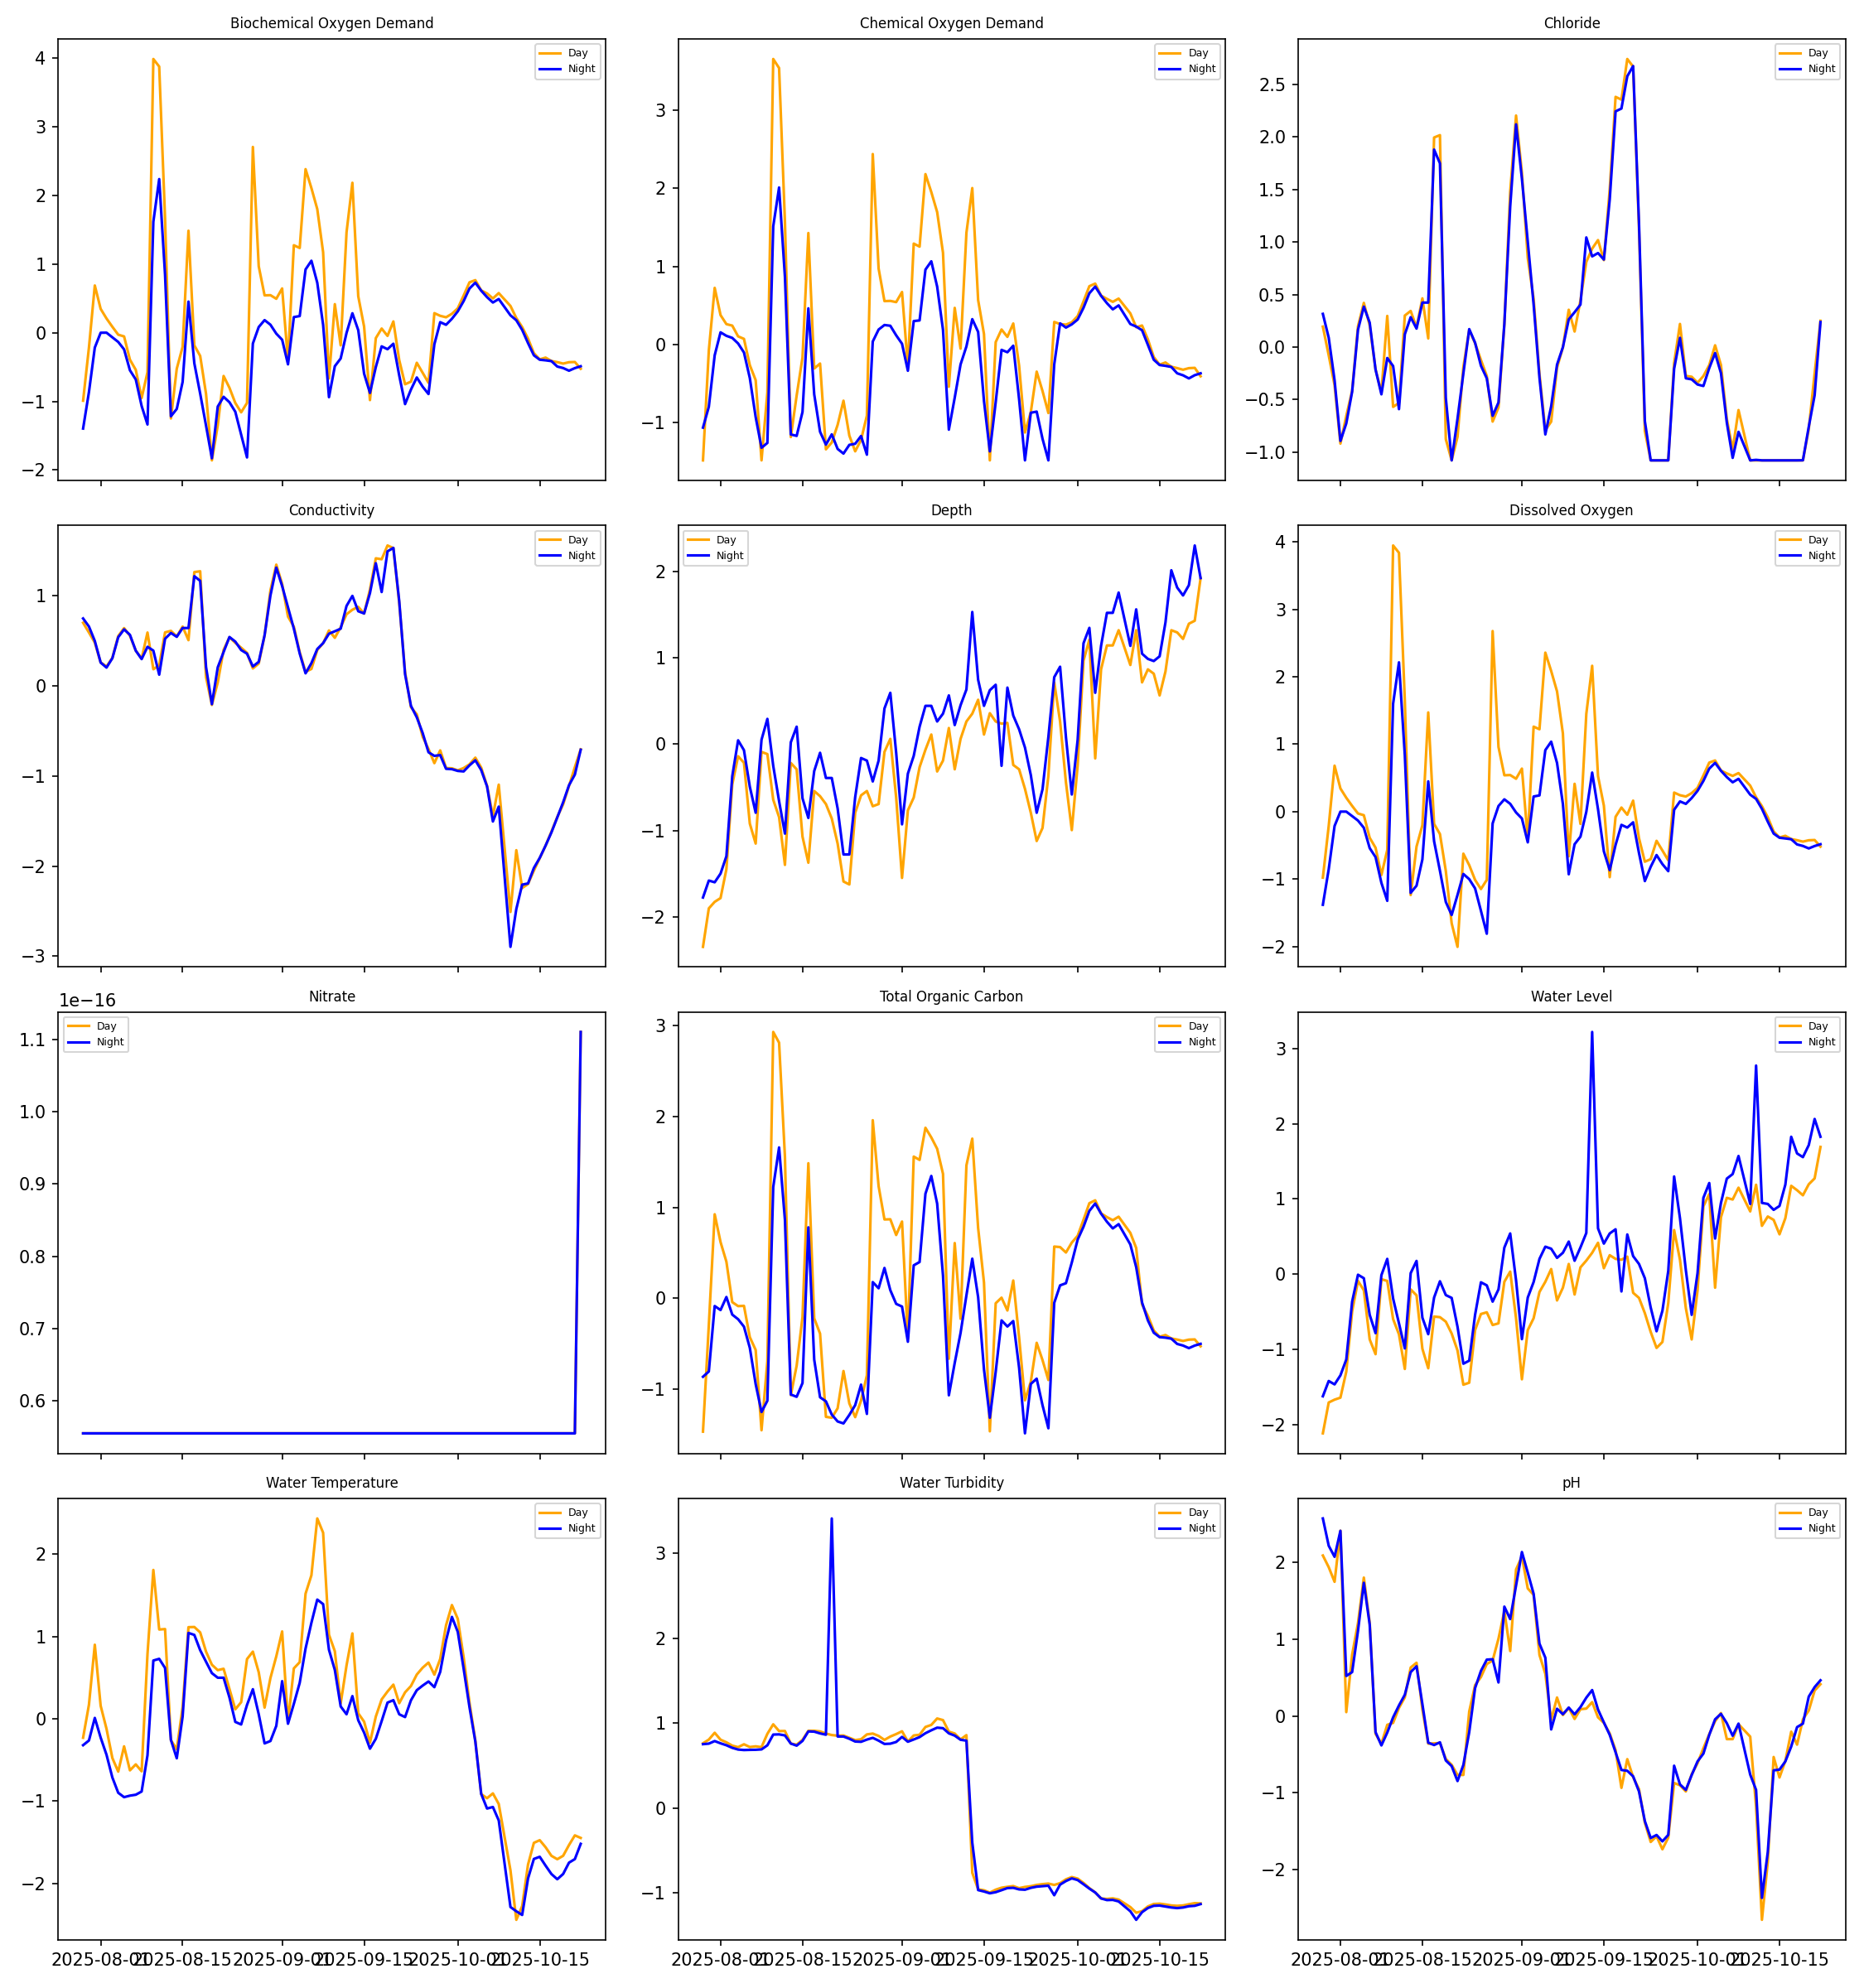 Biochemical Oxygen Demand
Day
Night
4
3
2
1
0
−1
−2
Chemical Oxygen Demand
Day
Night
3
2
1
0
−1
Chloride
Day
Night
2.5
2.0
1.5
1.0
0.5
0.0
−0.5
−1.0
Conductivity
Day
Night
1
0
−1
−2
−3
Depth
Day
Night
2
1
0
−1
−2
Dissolved Oxygen
Day
Night
4
3
2
1
0
−1
−2
Nitrate
1e−16
Day
Night
1.1
1.0
0.9
0.8
0.7
0.6
Total Organic Carbon
Day
Night
3
2
1
0
−1
Water Level
Day
Night
3
2
1
0
−1
−2
Water Temperature
Day
Night
2
1
0
−1
−2
2025-08-01 2025-08-15 2025-09-01 2025-09-15 2025-10-01 2025-10-15
Water Turbidity
Day
Night
3
2
1
0
−1
2025-08-01 2025-08-15 2025-09-01 2025-09-15 2025-10-01 2025-10-15
pH
Day
Night
2
1
0
−1
−2
2025-08-01 2025-08-15 2025-09-01 2025-09-15 2025-10-01 2025-10-15